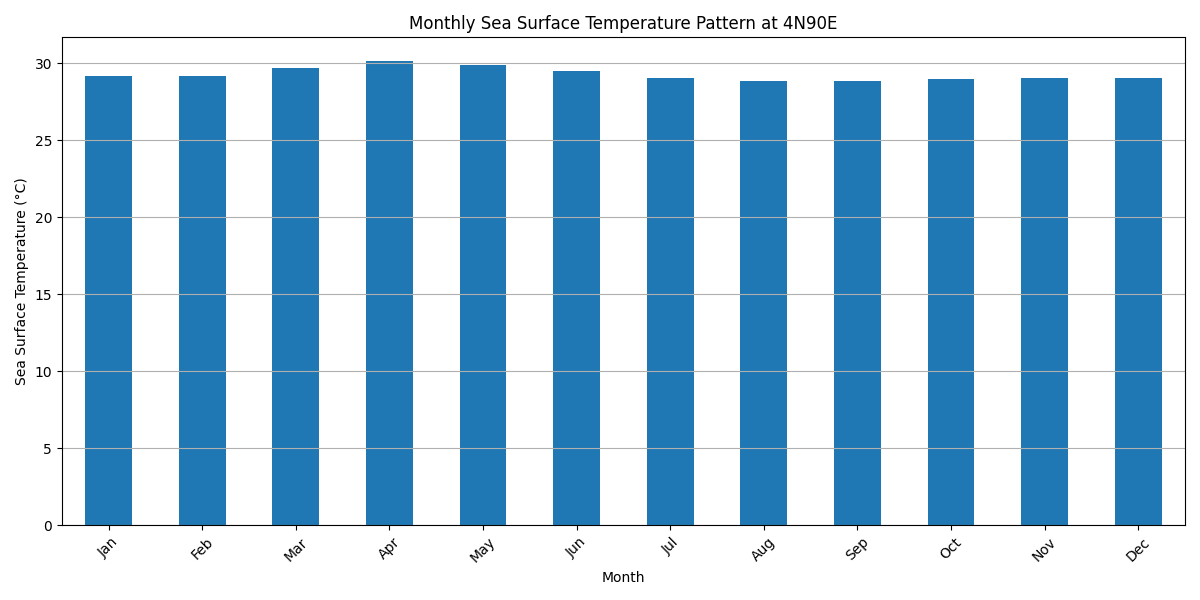 Monthly Sea Surface Temperature Pattern at 4N90E
Sea Surface Temperature (°C)
30
25
20
15
10
5
0
Jan
Feb
Mar
Apr
May
Jun
Jul
Aug
Sep
Oct
Nov
Dec
Month